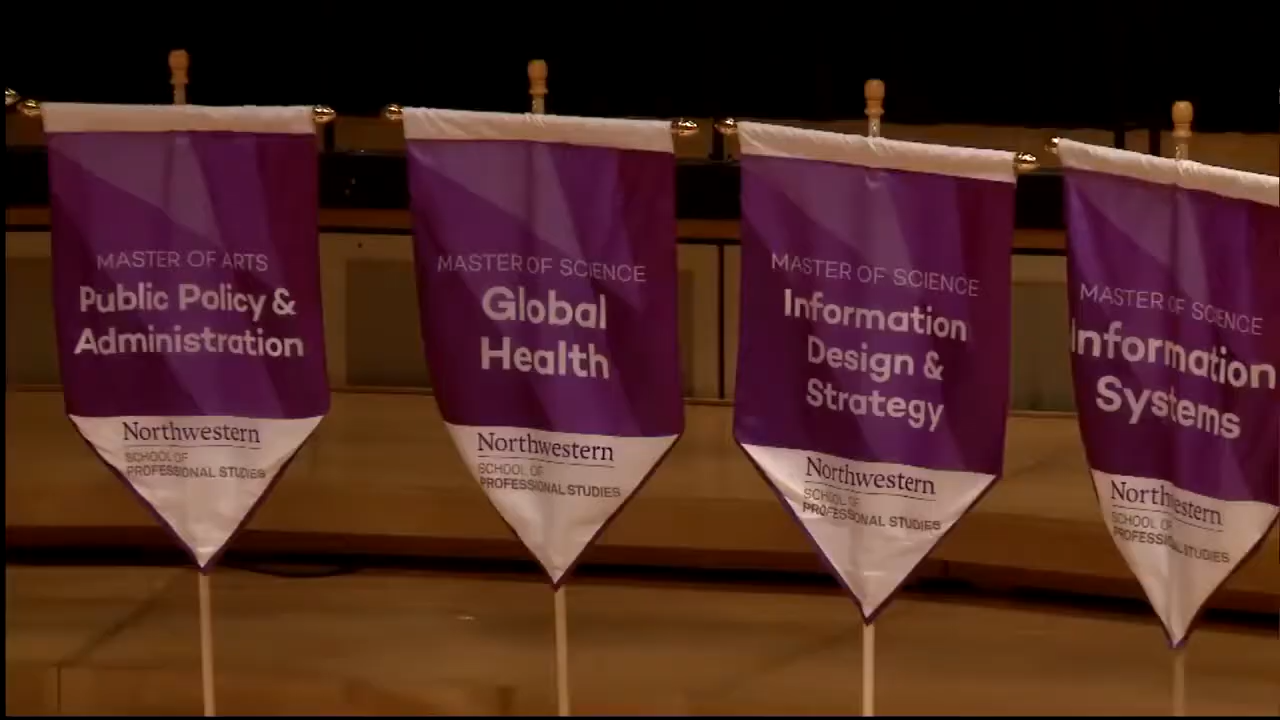 MASTER OF ARTS
Public Policy &
Administration
Northwestern
SCHOOL OF
PROFESSIONAL STUDIES
MASTER OF SCIENCE
Global
Health
Northwestern
SCHOOL OF
PROFESSIONAL STUDIES
MASTER OF SCIENCE
Information
Design &
Strategy
Northwestern
SCHOOL OF
PROFESSIONAL STUDIES
MASTER OF SCIENCE
Information
Systems
Northwestern
SCHOOL OF
PROFESSIONAL STUDIES